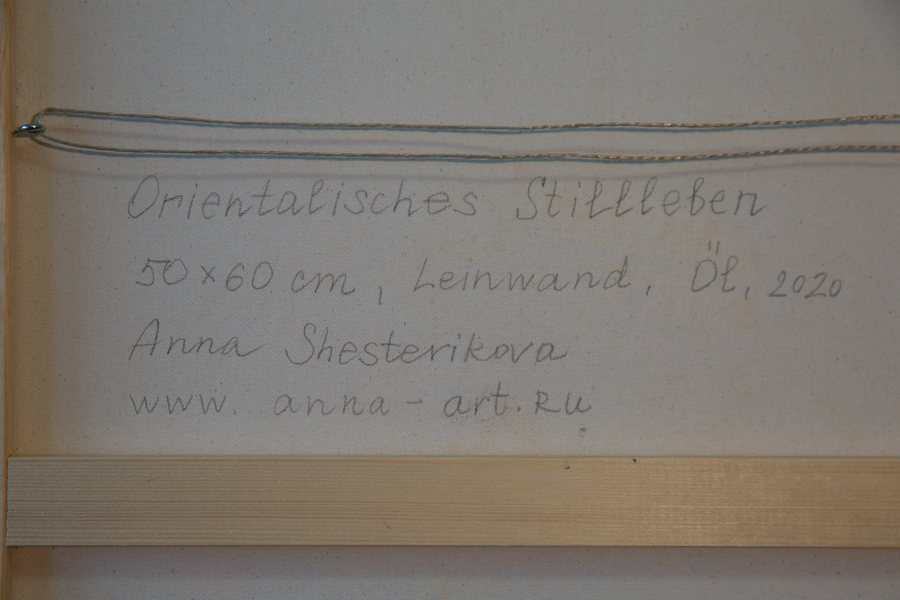 Orientalisches Stillleben
50×60 cm, Leinwand, Öl, 2020
Anna Shesterikova
www. anna-art.Ru